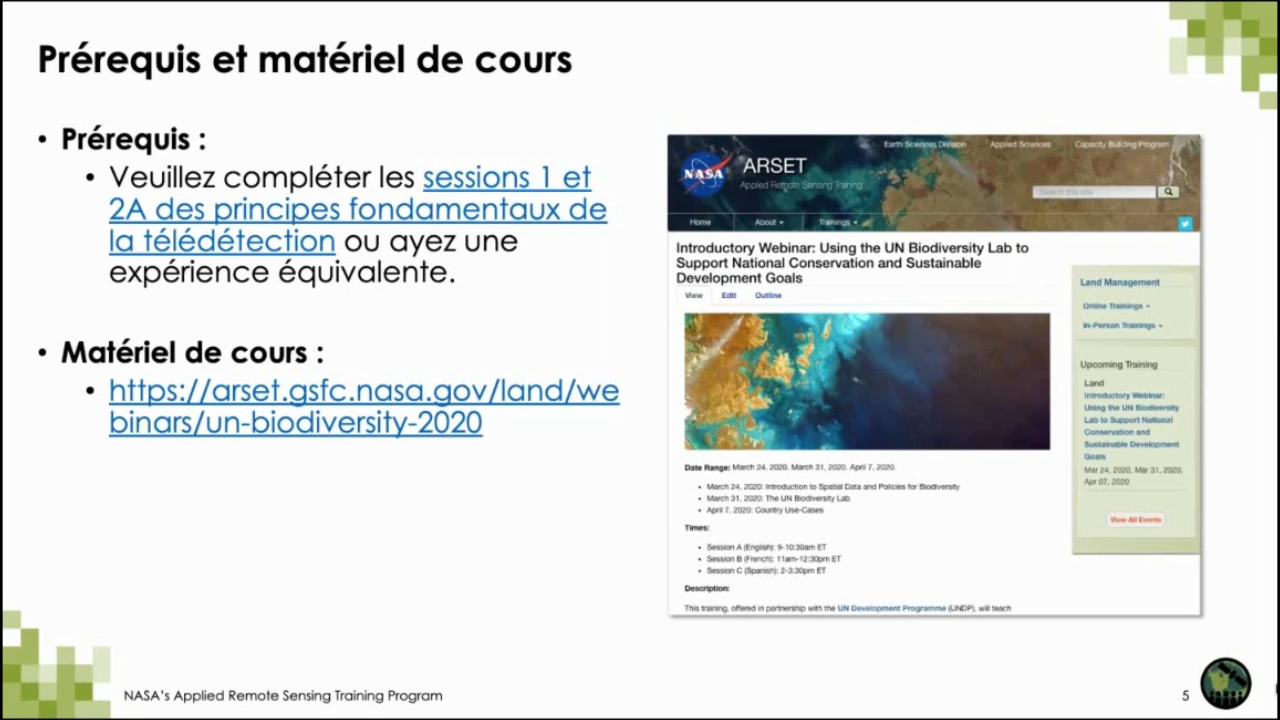 Prérequis et matériel de cours
• Prérequis :
• Veuillez compléter les sessions 1 et
2A des principes fondamentaux de
la télédétection ou ayez une
expérience équivalente.
• Matériel de cours :
• https://arset.gsfc.nasa.gov/land/we
binars/un-biodiversity-2020
Earth Sciences Division Applied Sciences Capacity Building Program
NASA
ARSET
Applied Remote Sensing Training
Search this site
Home About Trainings
Introductory Webinar: Using the UN Biodiversity Lab to
Support National Conservation and Sustainable
Development Goals
View Edit Outline
Date Range: March 24, 2020. March 31, 2020. April 7, 2020.
• March 24, 2020: Introduction to Spatial Data and Policies for Biodiversity
• March 31, 2020: The UN Biodiversity Lab
• April 7, 2020: Country Use-Cases
Times:
• Session A (English): 9-10:30am ET
• Session B (French): 11am-12:30pm ET
• Session C (Spanish): 2-3:30pm ET
Description:
This training, offered in partnership with the UN Development Programme (UNDP), will teach
Land Management
Online Trainings
In-Person Trainings
Upcoming Training
Land
Introductory Webinar:
Using the UN Biodiversity
Lab to Support National
Conservation and
Sustainable Development
Goals
Mar 24, 2020, Mar 31, 2020,
Apr 07, 2020
View All Events
NASA's Applied Remote Sensing Training Program
5